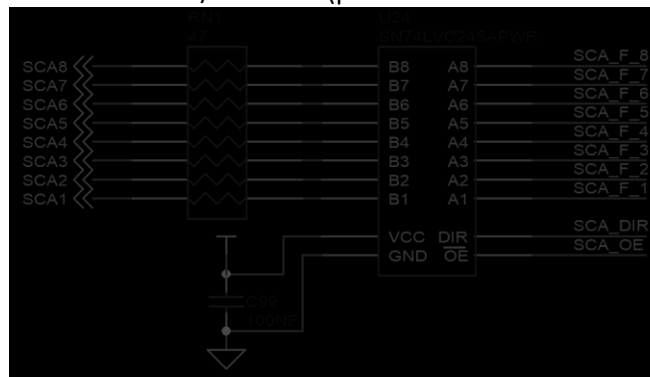 RN1 U24
47 SN74LVC245APWR
SCA8 B8 A8 SCA_F_8
SCA7 B7 A7 SCA_F_7
SCA6 B6 A6 SCA_F_6
SCA5 B5 A5 SCA_F_5
SCA4 B4 A4 SCA_F_4
SCA3 B3 A3 SCA_F_3
SCA2 B2 A2 SCA_F_2
SCA1 B1 A1 SCA_F_1
VCC DIR SCA_DIR
GND OE SCA_OE
C99
100NF